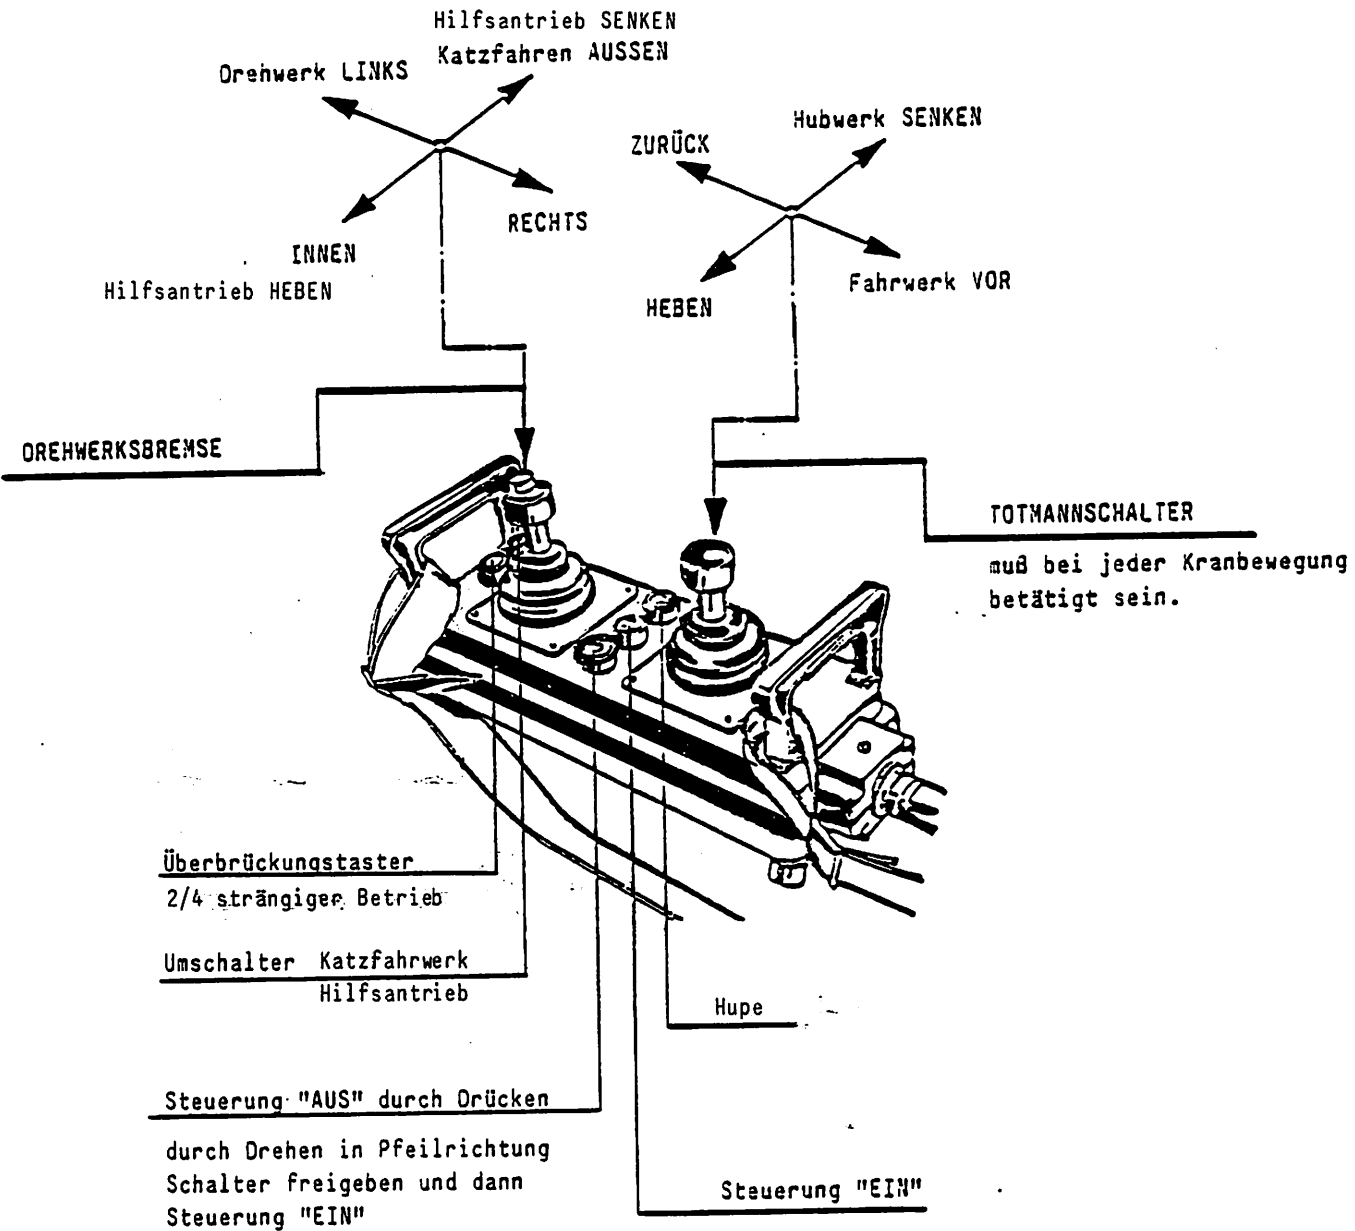 Hilfsantrieb SENKEN
Katzfahren AUSSEN
Drehwerk LINKS
RECHTS
INNEN
Hilfsantrieb HEBEN
Hubwerk SENKEN
ZURÜCK
Fahrwerk VOR
HEBEN
DREHWERKSBREMSE
TOTMANNSCHALTER
muß bei jeder Kranbewegung
betätigt sein.
Überbrückungstaster
2/4 strängiger Betrieb
Umschalter Katzfahrwerk
Hilfsantrieb
Hupe
Steuerung "AUS" durch Drücken
durch Drehen in Pfeilrichtung
Schalter freigeben und dann
Steuerung "EIN"
Steuerung "EIN"